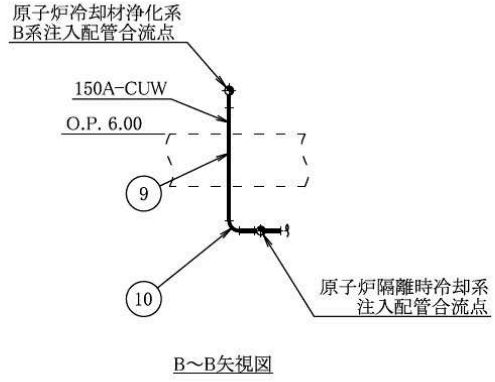 原子炉冷却材浄化系
B系注入配管合流点
150A-CUW
O.P. 6.00
9
10
原子炉隔離時冷却系
注入配管合流点
B～B矢視図